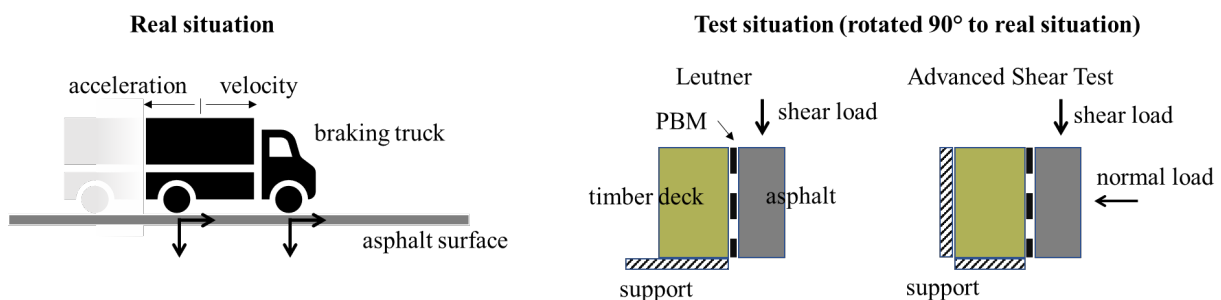 Real situation
acceleration
velocity
braking truck
asphalt surface
Test situation (rotated 90° to real situation)
Leutner
PBM
shear load
timber deck
asphalt
support
Advanced Shear Test
shear load
normal load
support